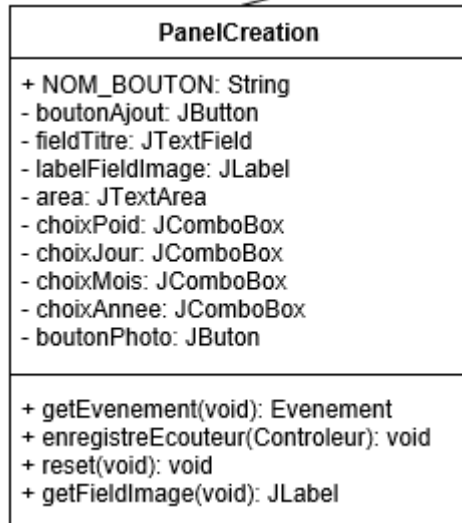 PanelCreation
+ NOM_BOUTON: String
- boutonAjout: JButton
- fieldTitre: JTextField
- labelFieldImage: JLabel
- area: JTextArea
- choixPoid: JComboBox
- choixJour: JComboBox
- choixMois: JComboBox
- choixAnnee: JComboBox
- boutonPhoto: JButon
+ getEvenement(void): Evenement
+ enregistreEcouteur(Controleur): void
+ reset(void): void
+ getFieldImage(void): JLabel